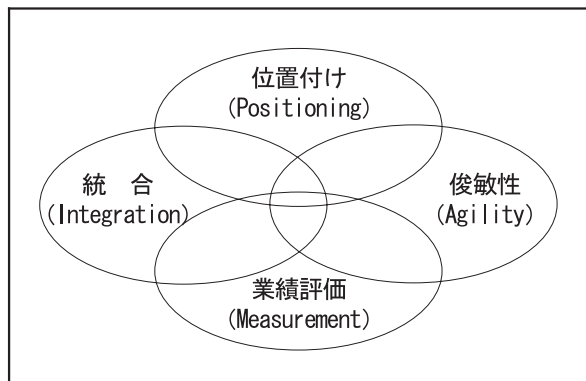 位置付け
(Positioning)
統　合
(Integration)
俊敏性
(Agility)
業績評価
(Measurement)